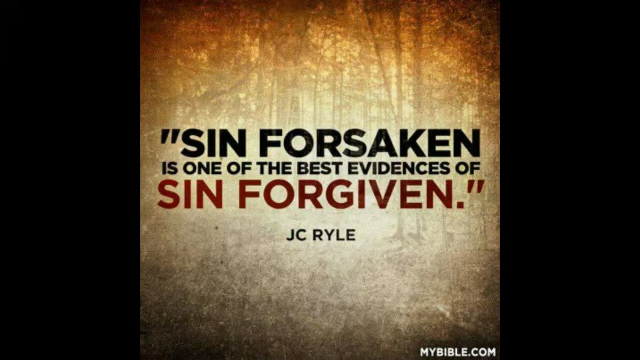 "SIN FORSAKEN
IS ONE OF THE BEST EVIDENCES OF
SIN FORGIVEN."
JC RYLE
MYBIBLE.COM